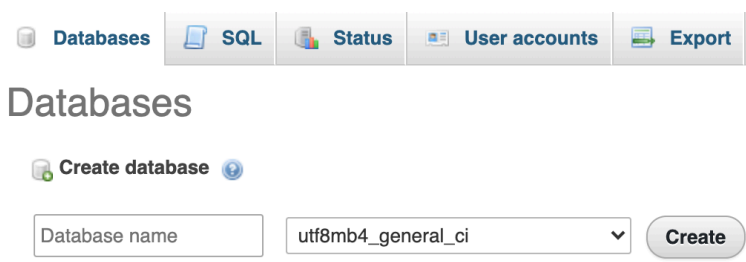 Databases SQL Status User accounts Export
Databases
Create database
Database name utf8mb4_general_ci Create